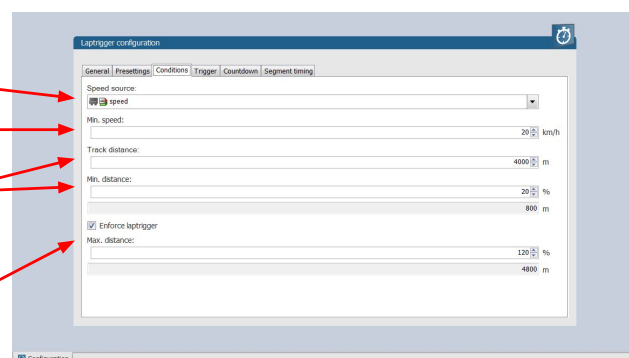 Laptrigger configuration
General Presettings Conditions Trigger Countdown Segment timing
Speed source:
speed
Min. speed:
20 km/h
Track distance:
4000 m
Min. distance:
20 %
800 m
Enforce laptrigger
Max. distance:
120 %
4800 m
Configuration